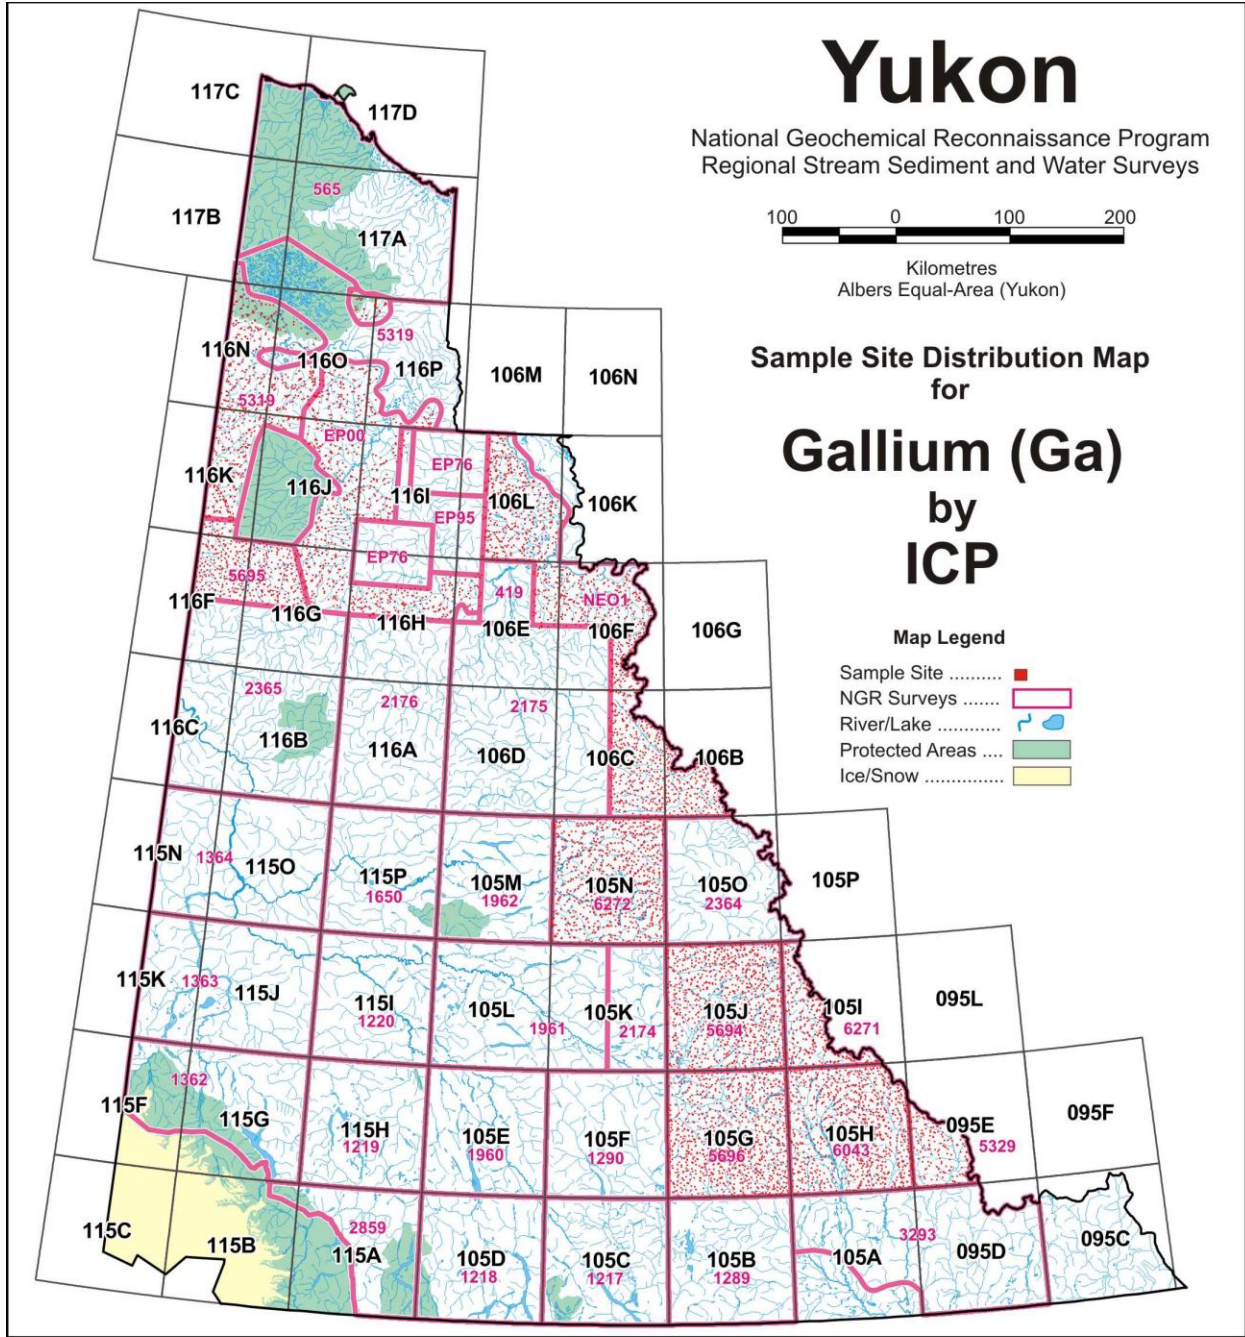 Yukon
National Geochemical Reconnaissance Program
Regional Stream Sediment and Water Surveys
100 0 100 200
Kilometres
Albers Equal-Area (Yukon)
Sample Site Distribution Map
for
Gallium (Ga)
by
ICP
Map Legend
Sample Site ..........
NGR Surveys .......
River/Lake ............
Protected Areas ....
Ice/Snow ...............
117C
117D
565
117B
117A
5319
116N
116O
116P
106M
106N
5319
EP00
EP76
116K
116J
116I
106L
106K
EP95
EP76
5695
419
NEO1
116F
116G
116H
106E
106F
106G
2365
2176
2175
116C
116B
116A
106D
106C
106B
115N
1364
115O
115P
1650
105M
1962
105N
6272
105O
2364
105P
115K
1363
115J
115I
1220
105L
1961
105K
2174
105J
5694
105I
6271
095L
1362
115F
115G
115H
1219
105E
1960
105F
1290
105G
5696
105H
6043
095E
5329
095F
115C
115B
2859
115A
105D
1218
105C
1217
105B
1289
105A
3293
095D
095C